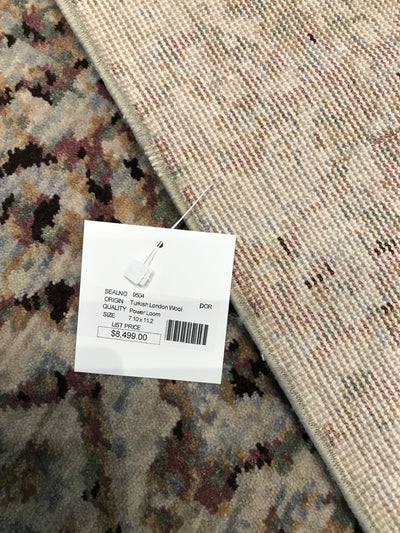 SEALNO 9504
ORIGIN Turkish London Wool DOR
QUALITY Power Loom
SIZE 7.10 x 11.2
LIST PRICE
$8,499.00